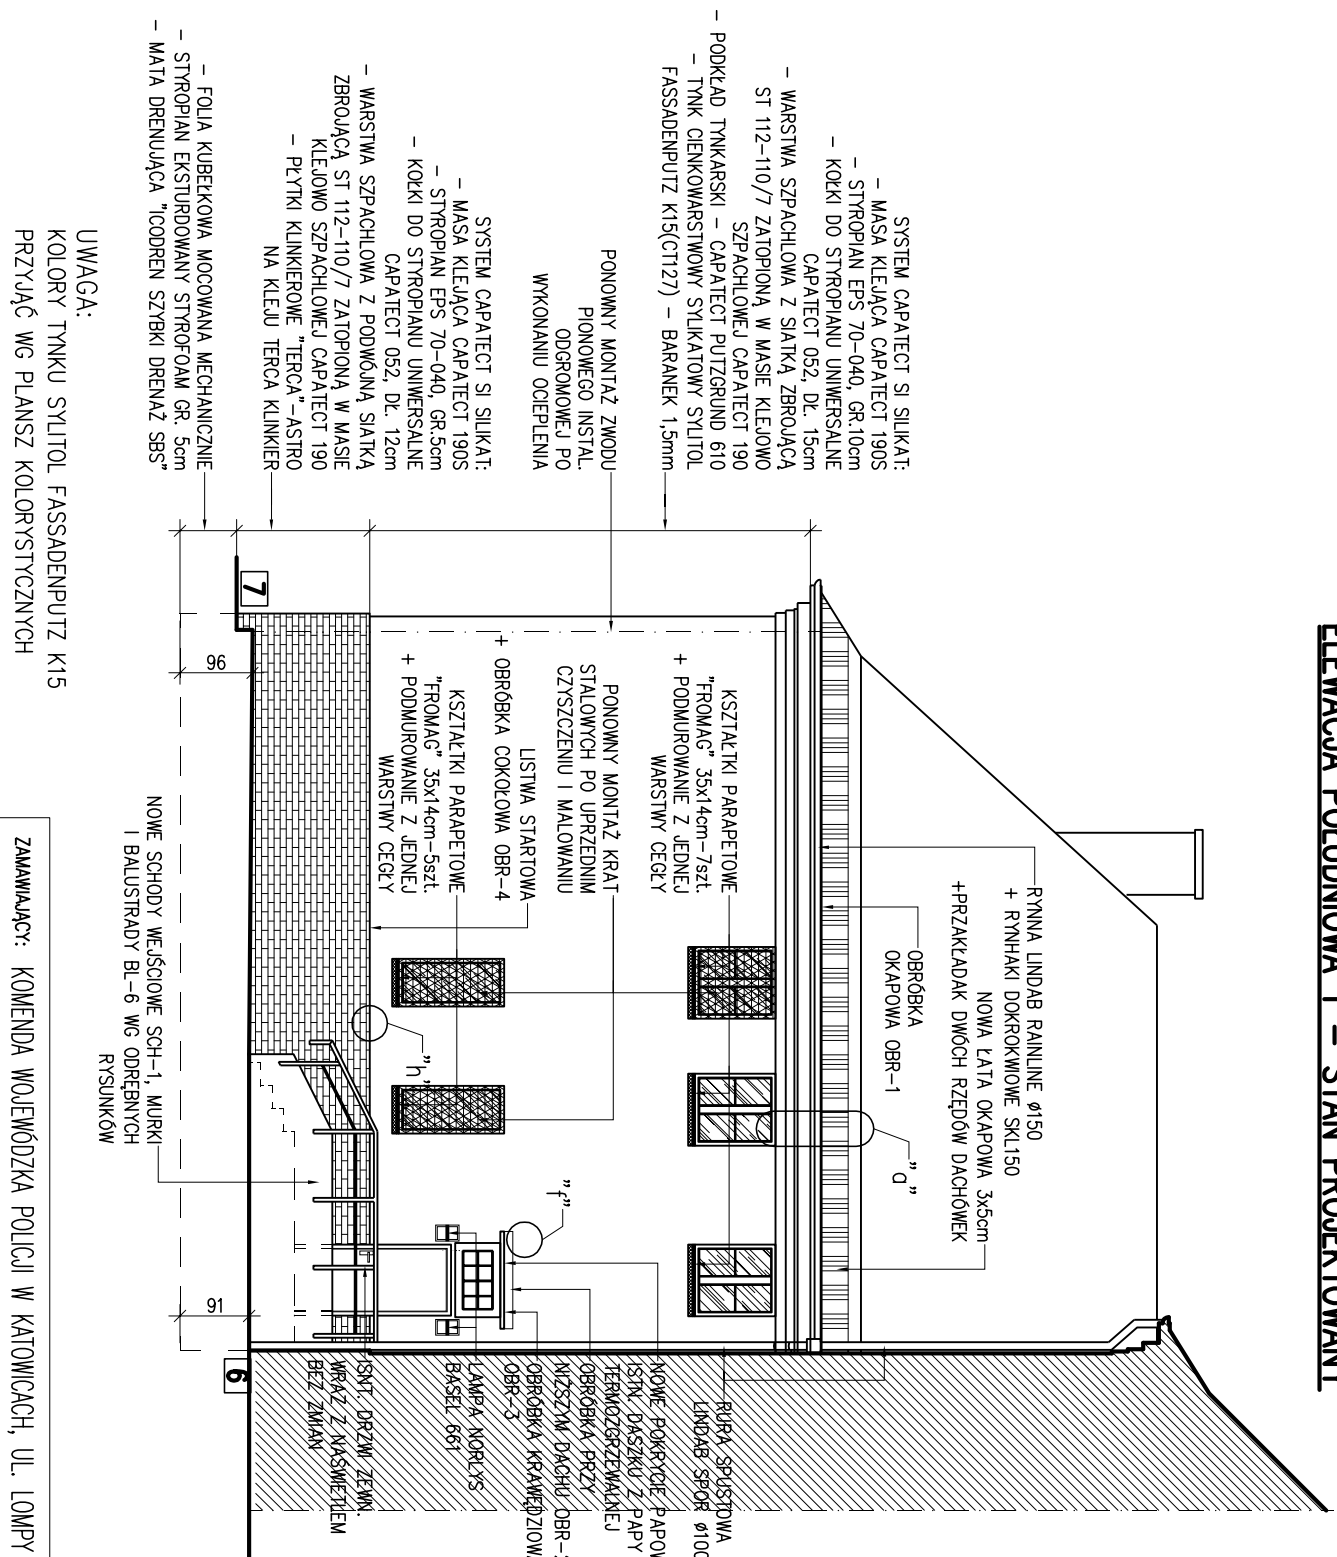 ELEWACJA POŁUDNIOWA 1 - STAN PROJEKTOWANY
SYSTEM CAPATECT SI SILIKAT:
- MASA KLEJĄCA CAPATECT 190S
- STYROPIAN EPS 70-040, GR.10cm
- KOŁKI DO STYROPIANU UNIWERSALNE
CAPATECT 052, DŁ. 15cm
- WARSTWA SZPACHLOWA Z SIATKĄ ZBROJĄCĄ
ST 112-110/7 ZATOPIONĄ W MASIE KLEJOWO
SZPACHLOWEJ CAPATECT 190
- PODKŁAD TYNKARSKI - CAPATECT PUTZGRUND 610
- TYNK CIENKOWARSTWOWY SYLIKATOWY SYLITOL
FASSADENPUTZ K15(CT127) - BARANEK 1,5mm
PONOWNY MONTAŻ ZWODU
PIONOWEGO INSTAL.
ODGROMOWEJ PO
WYKONANIU OCIEPLENIA
SYSTEM CAPATECT SI SILIKAT:
- MASA KLEJĄCA CAPATECT 190S
- STYROPIAN EPS 70-040, GR.5cm
- KOŁKI DO STYROPIANU UNIWERSALNE
CAPATECT 052, DŁ. 12cm
- WARSTWA SZPACHLOWA Z PODWÓJNĄ SIATKĄ
ZBROJĄCĄ ST 112-110/7 ZATOPIONĄ W MASIE
KLEJOWO SZPACHLOWEJ CAPATECT 190
- PŁYTKI KLINKIEROWE "TERCA"-ASTRO
NA KLEJU TERCA KLINKIER
- FOLIA KUBEŁKOWA MOCOWANA MECHANICZNIE
- STYROPIAN EKSTURDOWANY STYROFOAM GR. 5cm
- MATA DRENUJĄCA "ICODREN SZYBKI DRENAŻ SBS"
UWAGA:
KOLORY TYNKU SYLITOL FASSADENPUTZ K15
PRZYJĄĆ WG PLANSZ KOLORYSTYCZNYCH
RYNNA LINDAB RAINLINE ø150
+ RYNHAKI DOKROKWIOWE SKL150
NOWA ŁATA OKAPOWA 3x5cm
+PRZAKŁADAK DWÓCH RZĘDÓW DACHÓWEK
OBRÓBKA
OKAPOWA OBR-1
"a"
KSZTAŁTKI PARAPETOWE
"FROMAG" 35x14cm-7szt.
+ PODMUROWANIE Z JEDNEJ
WARSTWY CEGŁY
PONOWNY MONTAŻ KRAT
STALOWYCH PO UPRZEDNIM
CZYSZCZENIU I MALOWANIU
LISTWA STARTOWA
+ OBRÓBKA COKOŁOWA OBR-4
KSZTAŁTKI PARAPETOWE
"FROMAG" 35x14cm-5szt.
+ PODMUROWANIE Z JEDNEJ
WARSTWY CEGŁY
"f"
"h"
7
96
91
6
NOWE SCHODY WEJŚCIOWE SCH-1, MURKI
I BALUSTRADY BL-6 WG ODRĘBNYCH
RYSUNKÓW
RURA SPUSTOWA
LINDAB SPOR ø100
NOWE POKRYCIE PAPOW
ISTN. DASZKU Z PAPY
TERMOZGRZEWALNEJ
OBRÓBKA PRZY
NIŻSZYM DACHU OBR-
OBRÓBKA KRAWĘDZIOWA
OBR-3
LAMPA NORLYS
BASEL 661
ISNT. DRZWI ZEWN.
WRAZ Z NAŚWIETLEM
BEZ ZMIAN
ZAMAWIAJĄCY: KOMENDA WOJEWÓDZKA POLICJI W KATOWICACH, UL. LOMPY